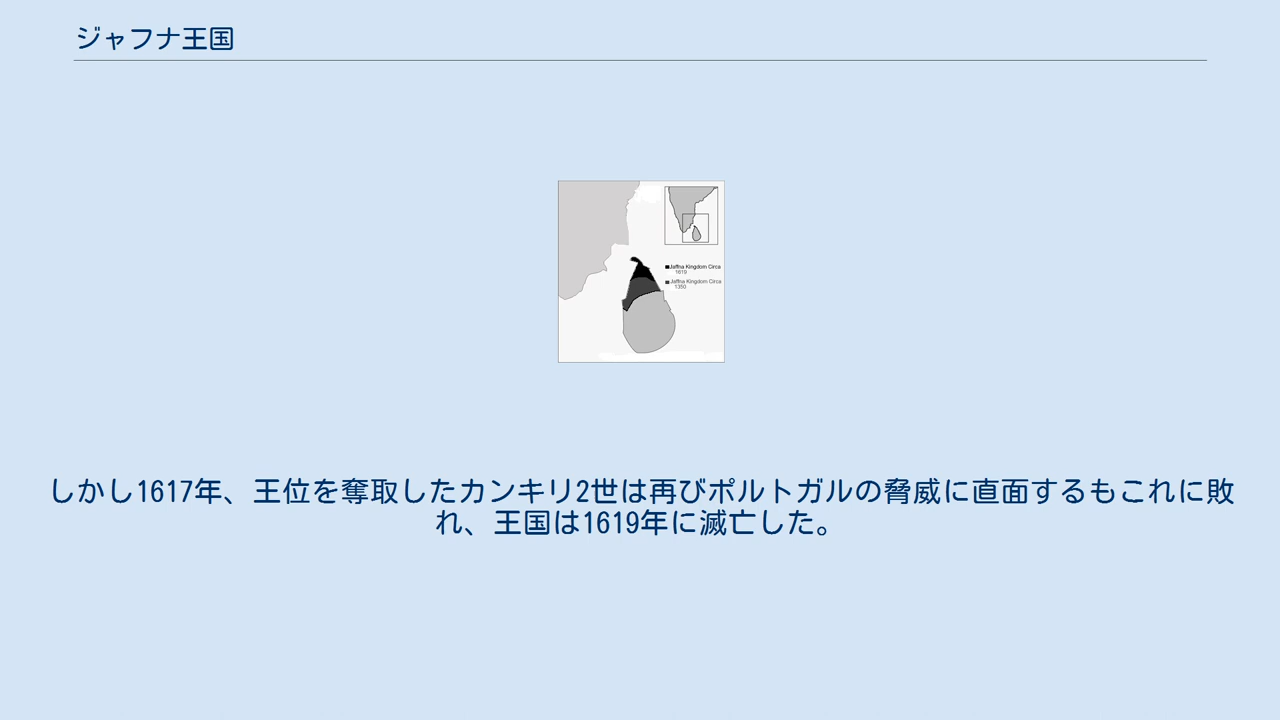 ジャフナ王国
Jaffna Kingdom Circa
1619
Jaffna Kingdom Circa
1350
しかし1617年、王位を奪取したカンキリ2世は再びポルトガルの脅威に直面するもこれに敗
れ、王国は1619年に滅亡した。